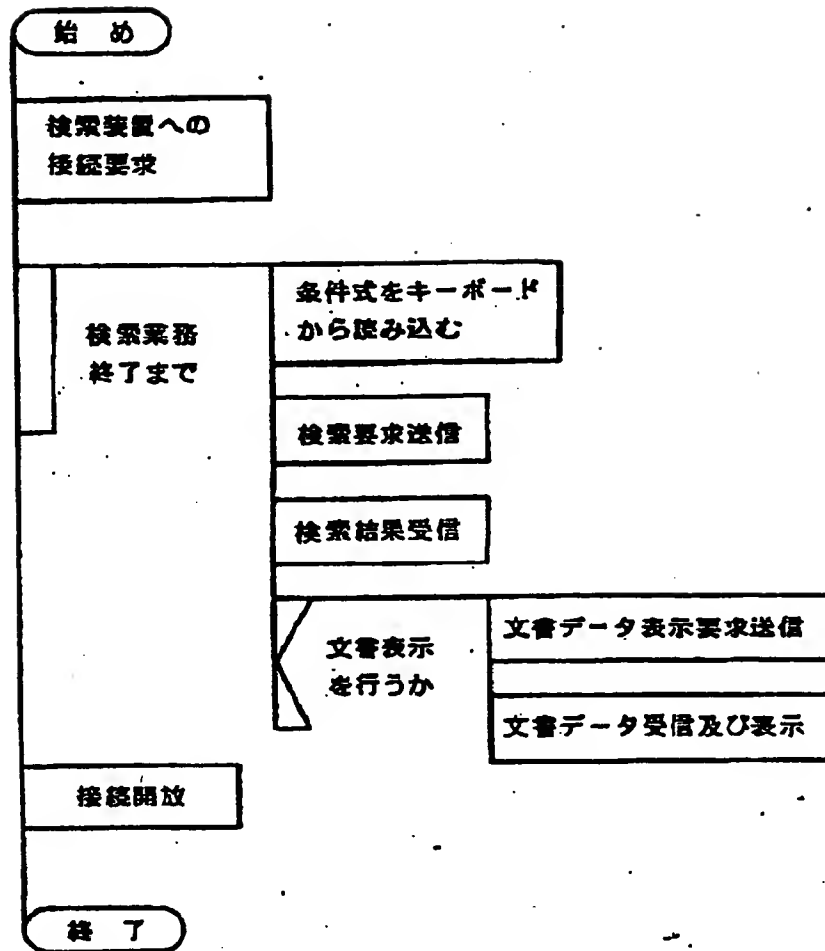 始め
検索装置への
接続要求
検索業務
終了まで
条件式をキーボード
から読み込む
検索要求送信
検索結果受信
文書表示
を行うか
文書データ表示要求送信
文書データ受信及び表示
接続開放
終了